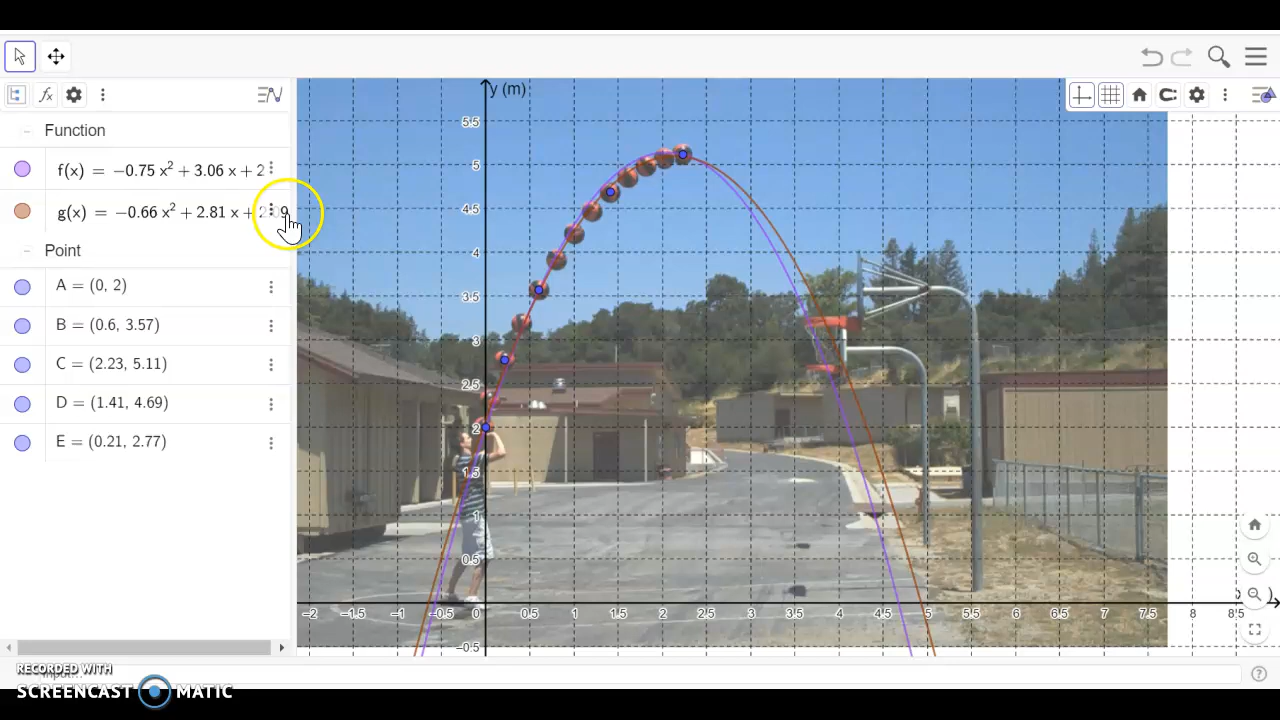 y (m)
Function
f(x) = −0.75 x² + 3.06 x + 2
g(x) = −0.66 x² + 2.81 x +
Point
A = (0, 2)
B = (0.6, 3.57)
C = (2.23, 5.11)
D = (1.41, 4.69)
E = (0.21, 2.77)
5.5
5
4.5
4
3.5
3
2.5
2
1.5
1
0.5
−2 −1.5 −1 −0.5 0 0.5 1 1.5 2 2.5 3 3.5 4 4.5 5 5.5 6 6.5 7 7.5 8 8.5
−0.5
RECORDED WITH
Input...
SCREENCAST MATIC